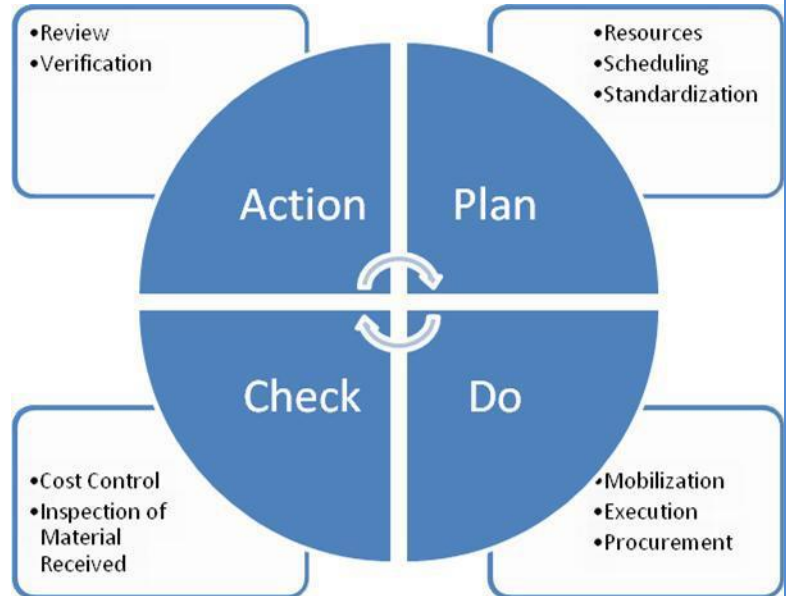 •Review
•Verification
•Resources
•Scheduling
•Standardization
Action
Plan
Check
Do
•Cost Control
•Inspection of
Material
Received
•Mobilization
•Execution
•Procurement